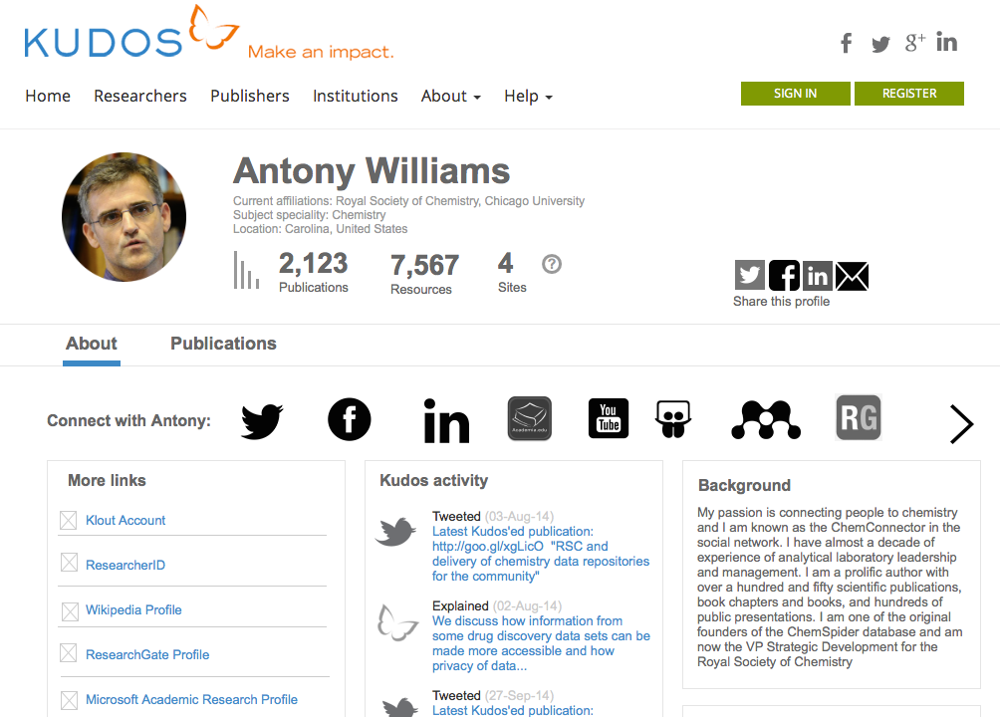 KUDOS Make an impact.
f g+ in
Home Researchers Publishers Institutions About Help
SIGN IN REGISTER
Antony Williams
Current affiliations: Royal Society of Chemistry, Chicago University
Subject speciality: Chemistry
Location: Carolina, United States
2,123 7,567 4 ?
Publications Resources Sites
f in
Share this profile
About Publications
Connect with Antony: f in Academia.edu You Tube RG
More links
Klout Account
ResearcherID
Wikipedia Profile
ResearchGate Profile
Microsoft Academic Research Profile
Kudos activity
Tweeted (03-Aug-14)
Latest Kudos'ed publication:
http://goo.gl/xgLicO "RSC and
delivery of chemistry data repositories
for the community"
Explained (02-Aug-14)
We discuss how information from
some drug discovery data sets can be
made more accessible and how
privacy of data...
Tweeted (27-Sep-14)
Latest Kudos'ed publication:
Background
My passion is connecting people to chemistry
and I am known as the ChemConnector in the
social network. I have almost a decade of
experience of analytical laboratory leadership
and management. I am a prolific author with
over a hundred and fifty scientific publications,
book chapters and books, and hundreds of
public presentations. I am one of the original
founders of the ChemSpider database and am
now the VP Strategic Development for the
Royal Society of Chemistry